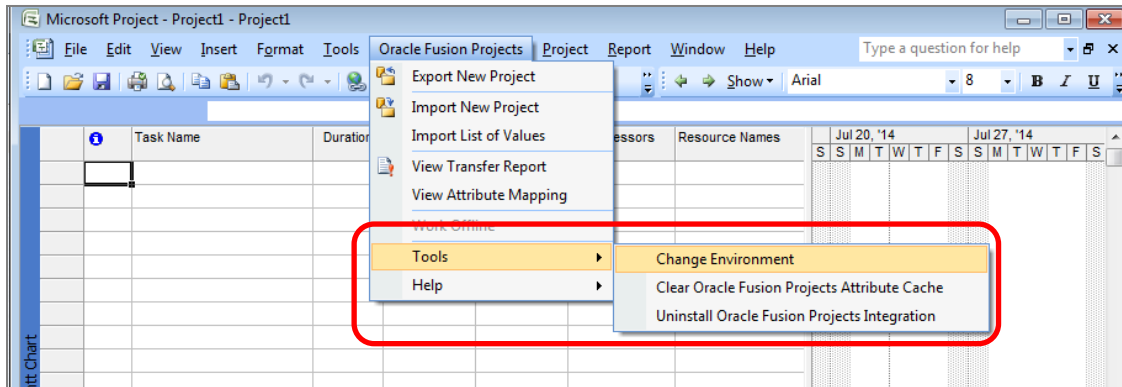 Microsoft Project - Project1 - Project1
File Edit View Insert Format Tools Oracle Fusion Projects Project Report Window Help Type a question for help
Show Arial 8 B I U
Export New Project
Import New Project
Import List of Values
View Transfer Report
View Attribute Mapping
Work Offline
Tools
Help
Change Environment
Clear Oracle Fusion Projects Attribute Cache
Uninstall Oracle Fusion Projects Integration
Task Name Duration essors Resource Names Jul 20, '14 Jul 27, '14
S S M T W T F S S M T W T F S
tt Chart